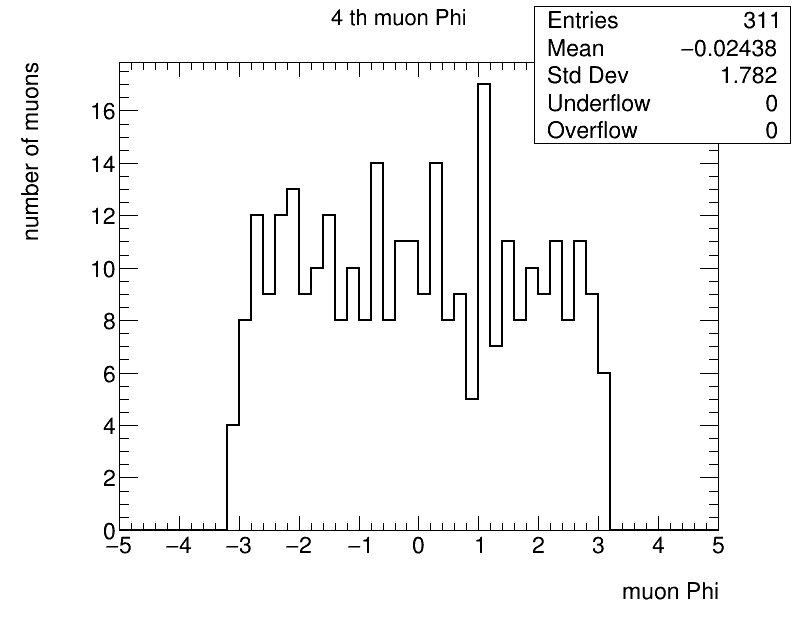 4 th muon Phi
Entries 311
Mean −0.02438
Std Dev 1.782
Underflow 0
Overflow 0
number of muons
16
14
12
10
8
6
4
2
0
−5 −4 −3 −2 −1 0 1 2 3 4 5
muon Phi